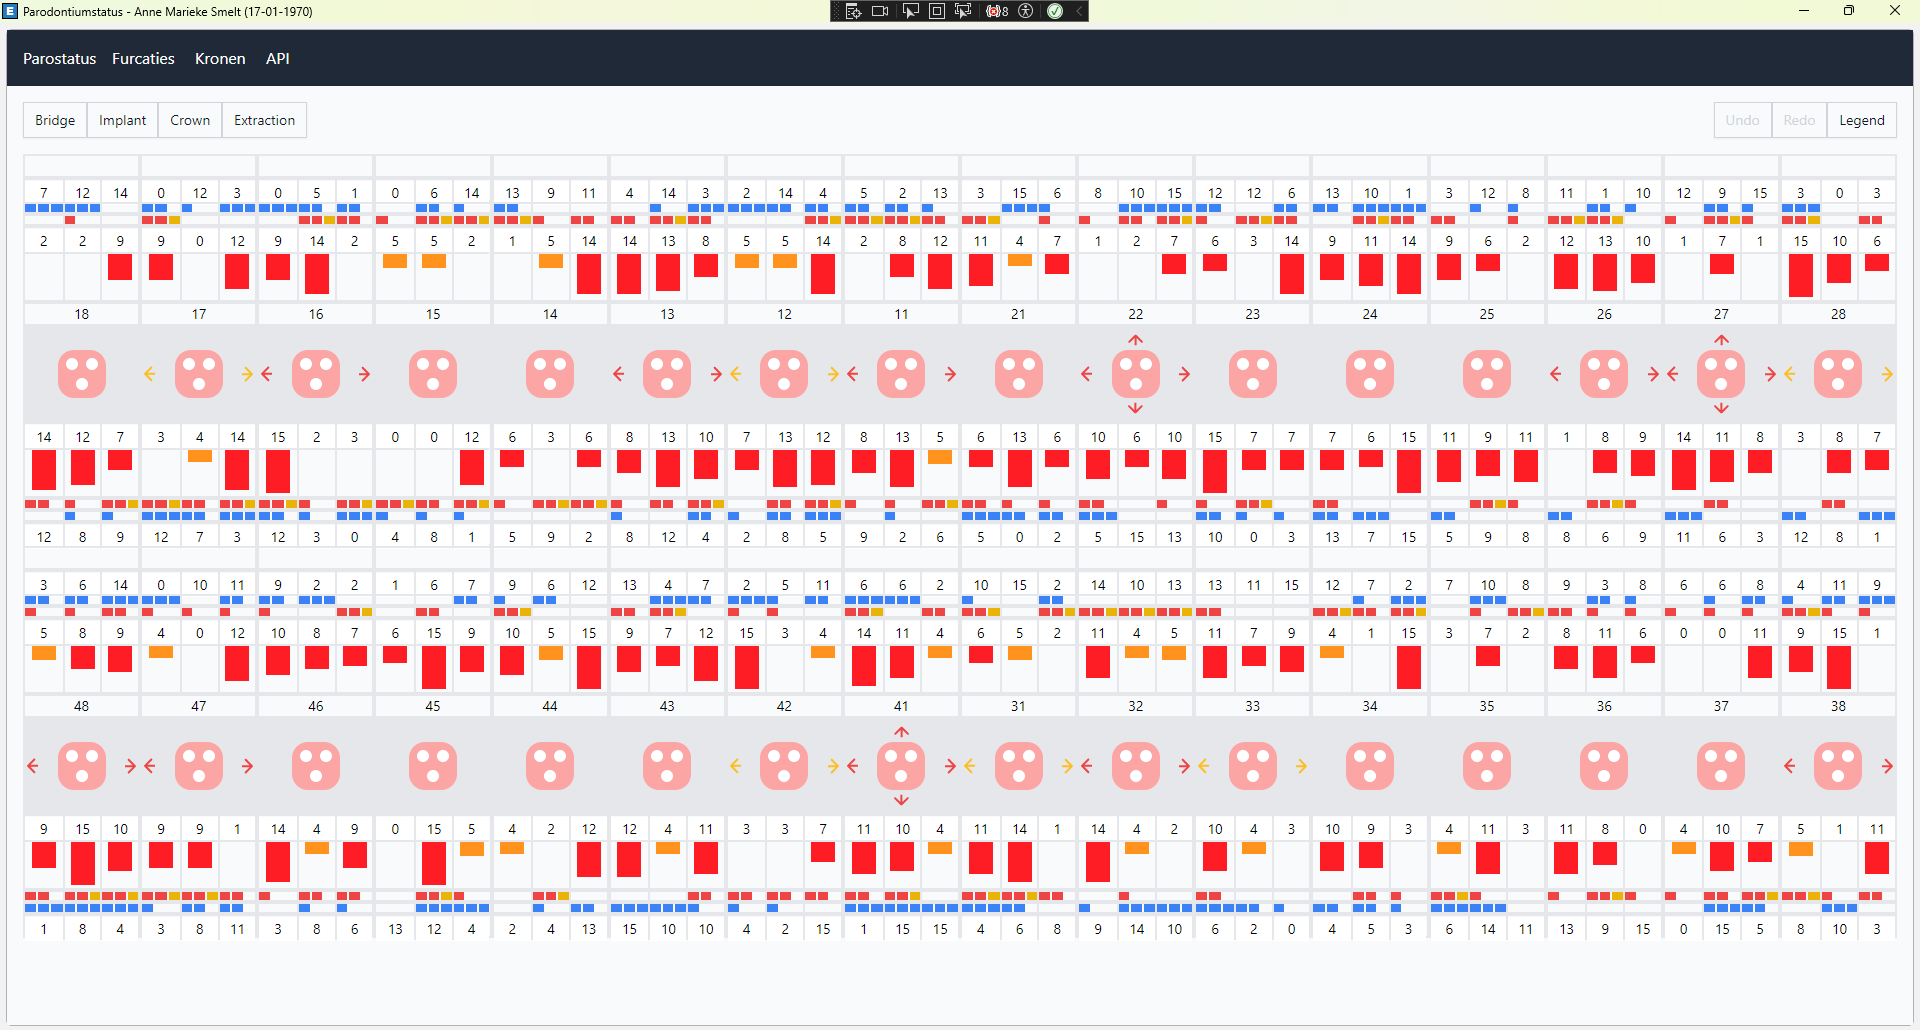 E Parodontiumstatus - Anne Marieke Smelt (17-01-1970)
8
Parostatus Furcaties Kronen API
Bridge Implant Crown Extraction Undo Redo Legend
7 12 14 0 12 3 0 5 1 0 6 14 13 9 11 4 14 3 2 14 4 5 2 13 3 15 6 8 10 15 12 12 6 13 10 1 3 12 8 11 1 10 12 9 15 3 0 3
2 2 9 9 0 12 9 14 2 5 5 2 1 5 14 14 13 8 5 5 14 2 8 12 11 4 7 1 2 7 6 3 14 9 11 14 9 6 2 12 13 10 1 7 1 15 10 6
18 17 16 15 14 13 12 11 21 22 23 24 25 26 27 28
14 12 7 3 4 14 15 2 3 0 0 12 6 3 6 8 13 10 7 13 12 8 13 5 6 13 6 10 6 10 15 7 7 7 6 15 11 9 11 1 8 9 14 11 8 3 8 7
12 8 9 12 7 3 12 3 0 4 8 1 5 9 2 8 12 4 2 8 5 9 2 6 5 0 2 5 15 13 10 0 3 13 7 15 5 9 8 8 6 9 11 6 3 12 8 1
3 6 14 0 10 11 9 2 2 1 6 7 9 6 12 13 4 7 2 5 11 6 6 2 10 15 2 14 10 13 13 11 15 12 7 2 7 10 8 9 3 8 6 6 8 4 11 9
5 8 9 4 0 12 10 8 7 6 15 9 10 5 15 9 7 12 15 3 4 14 11 4 6 5 2 11 4 5 11 7 9 4 1 15 3 7 2 8 11 6 0 0 11 9 15 1
48 47 46 45 44 43 42 41 31 32 33 34 35 36 37 38
9 15 10 9 9 1 14 4 9 0 15 5 4 2 12 12 4 11 3 3 7 11 10 4 11 14 1 14 4 2 10 4 3 10 9 3 4 11 3 11 8 0 4 10 7 5 1 11
1 8 4 3 8 11 3 8 6 13 12 4 2 4 13 15 10 10 4 2 15 1 15 15 4 6 8 9 14 10 6 2 0 4 5 3 6 14 11 13 9 15 0 15 5 8 10 3